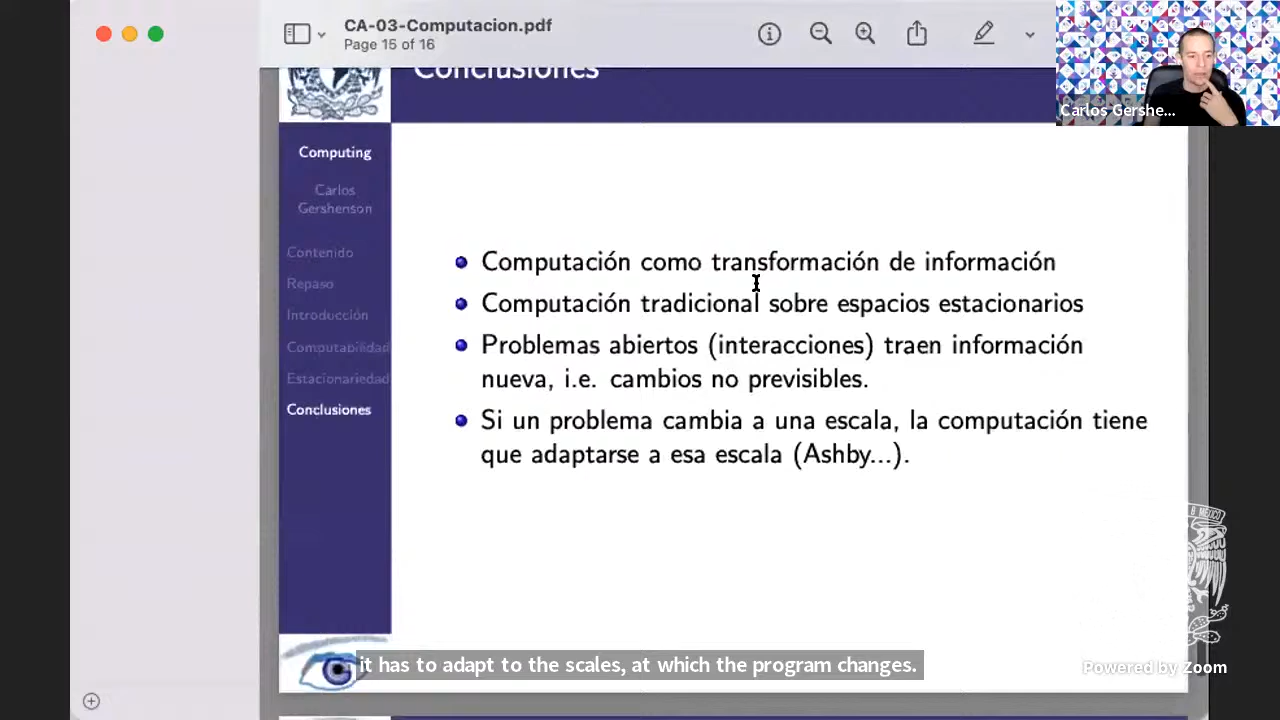 CA-03-Computacion.pdf
Page 15 of 16
Carlos Gershe...
Conclusiones
Computing
Carlos
Gershenson
Contenido
Repaso
Introducción
Computabilidad
Estacionariedad
Conclusiones
Computación como transformación de información
Computación tradicional sobre espacios estacionarios
Problemas abiertos (interacciones) traen información
nueva, i.e. cambios no previsibles.
Si un problema cambia a una escala, la computación tiene
que adaptarse a esa escala (Ashby...).
it has to adapt to the scales, at which the program changes.
Powered by Zoom